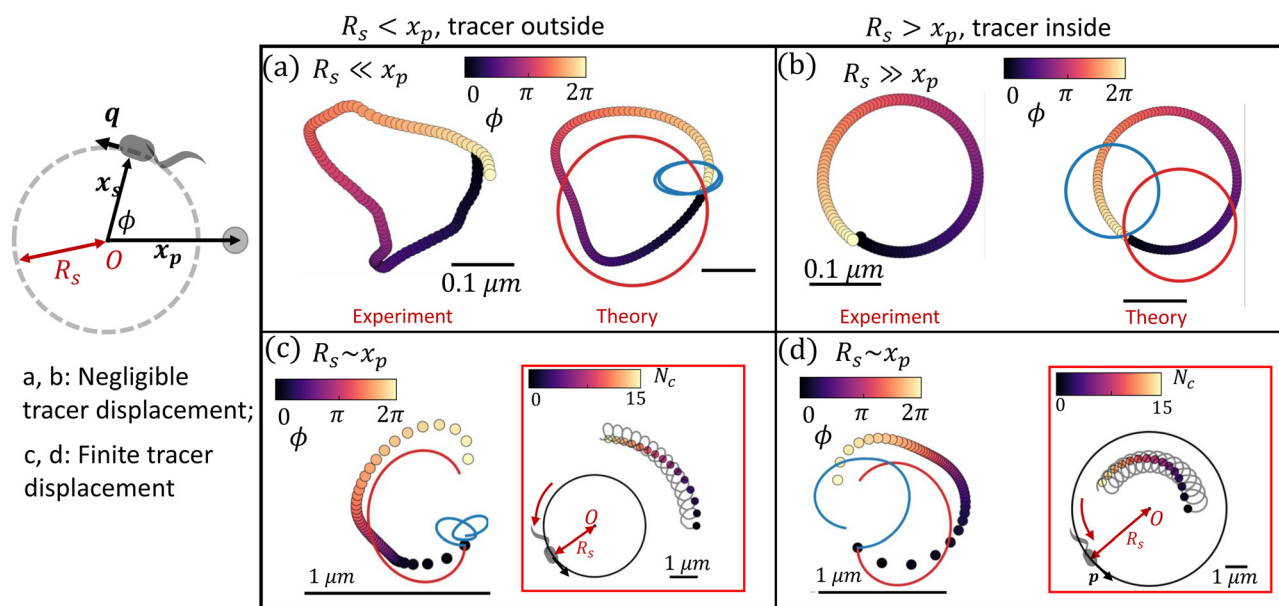 R_s < x_p, tracer outside
R_s > x_p, tracer inside
q
x_s
ϕ
x_p
R_s
O
a, b: Negligible
tracer displacement;
c, d: Finite tracer
displacement
(a) R_s ≪ x_p
0 π 2π
ϕ
0.1 μm
Experiment
Theory
(b) R_s ≫ x_p
0 π 2π
ϕ
0.1 μm
Experiment
Theory
(c) R_s~x_p
0 π 2π
ϕ
1 μm
N_c
0 15
O
R_s
1 μm
(d) R_s~x_p
0 π 2π
ϕ
1 μm
N_c
0 15
O
R_s
p
1 μm